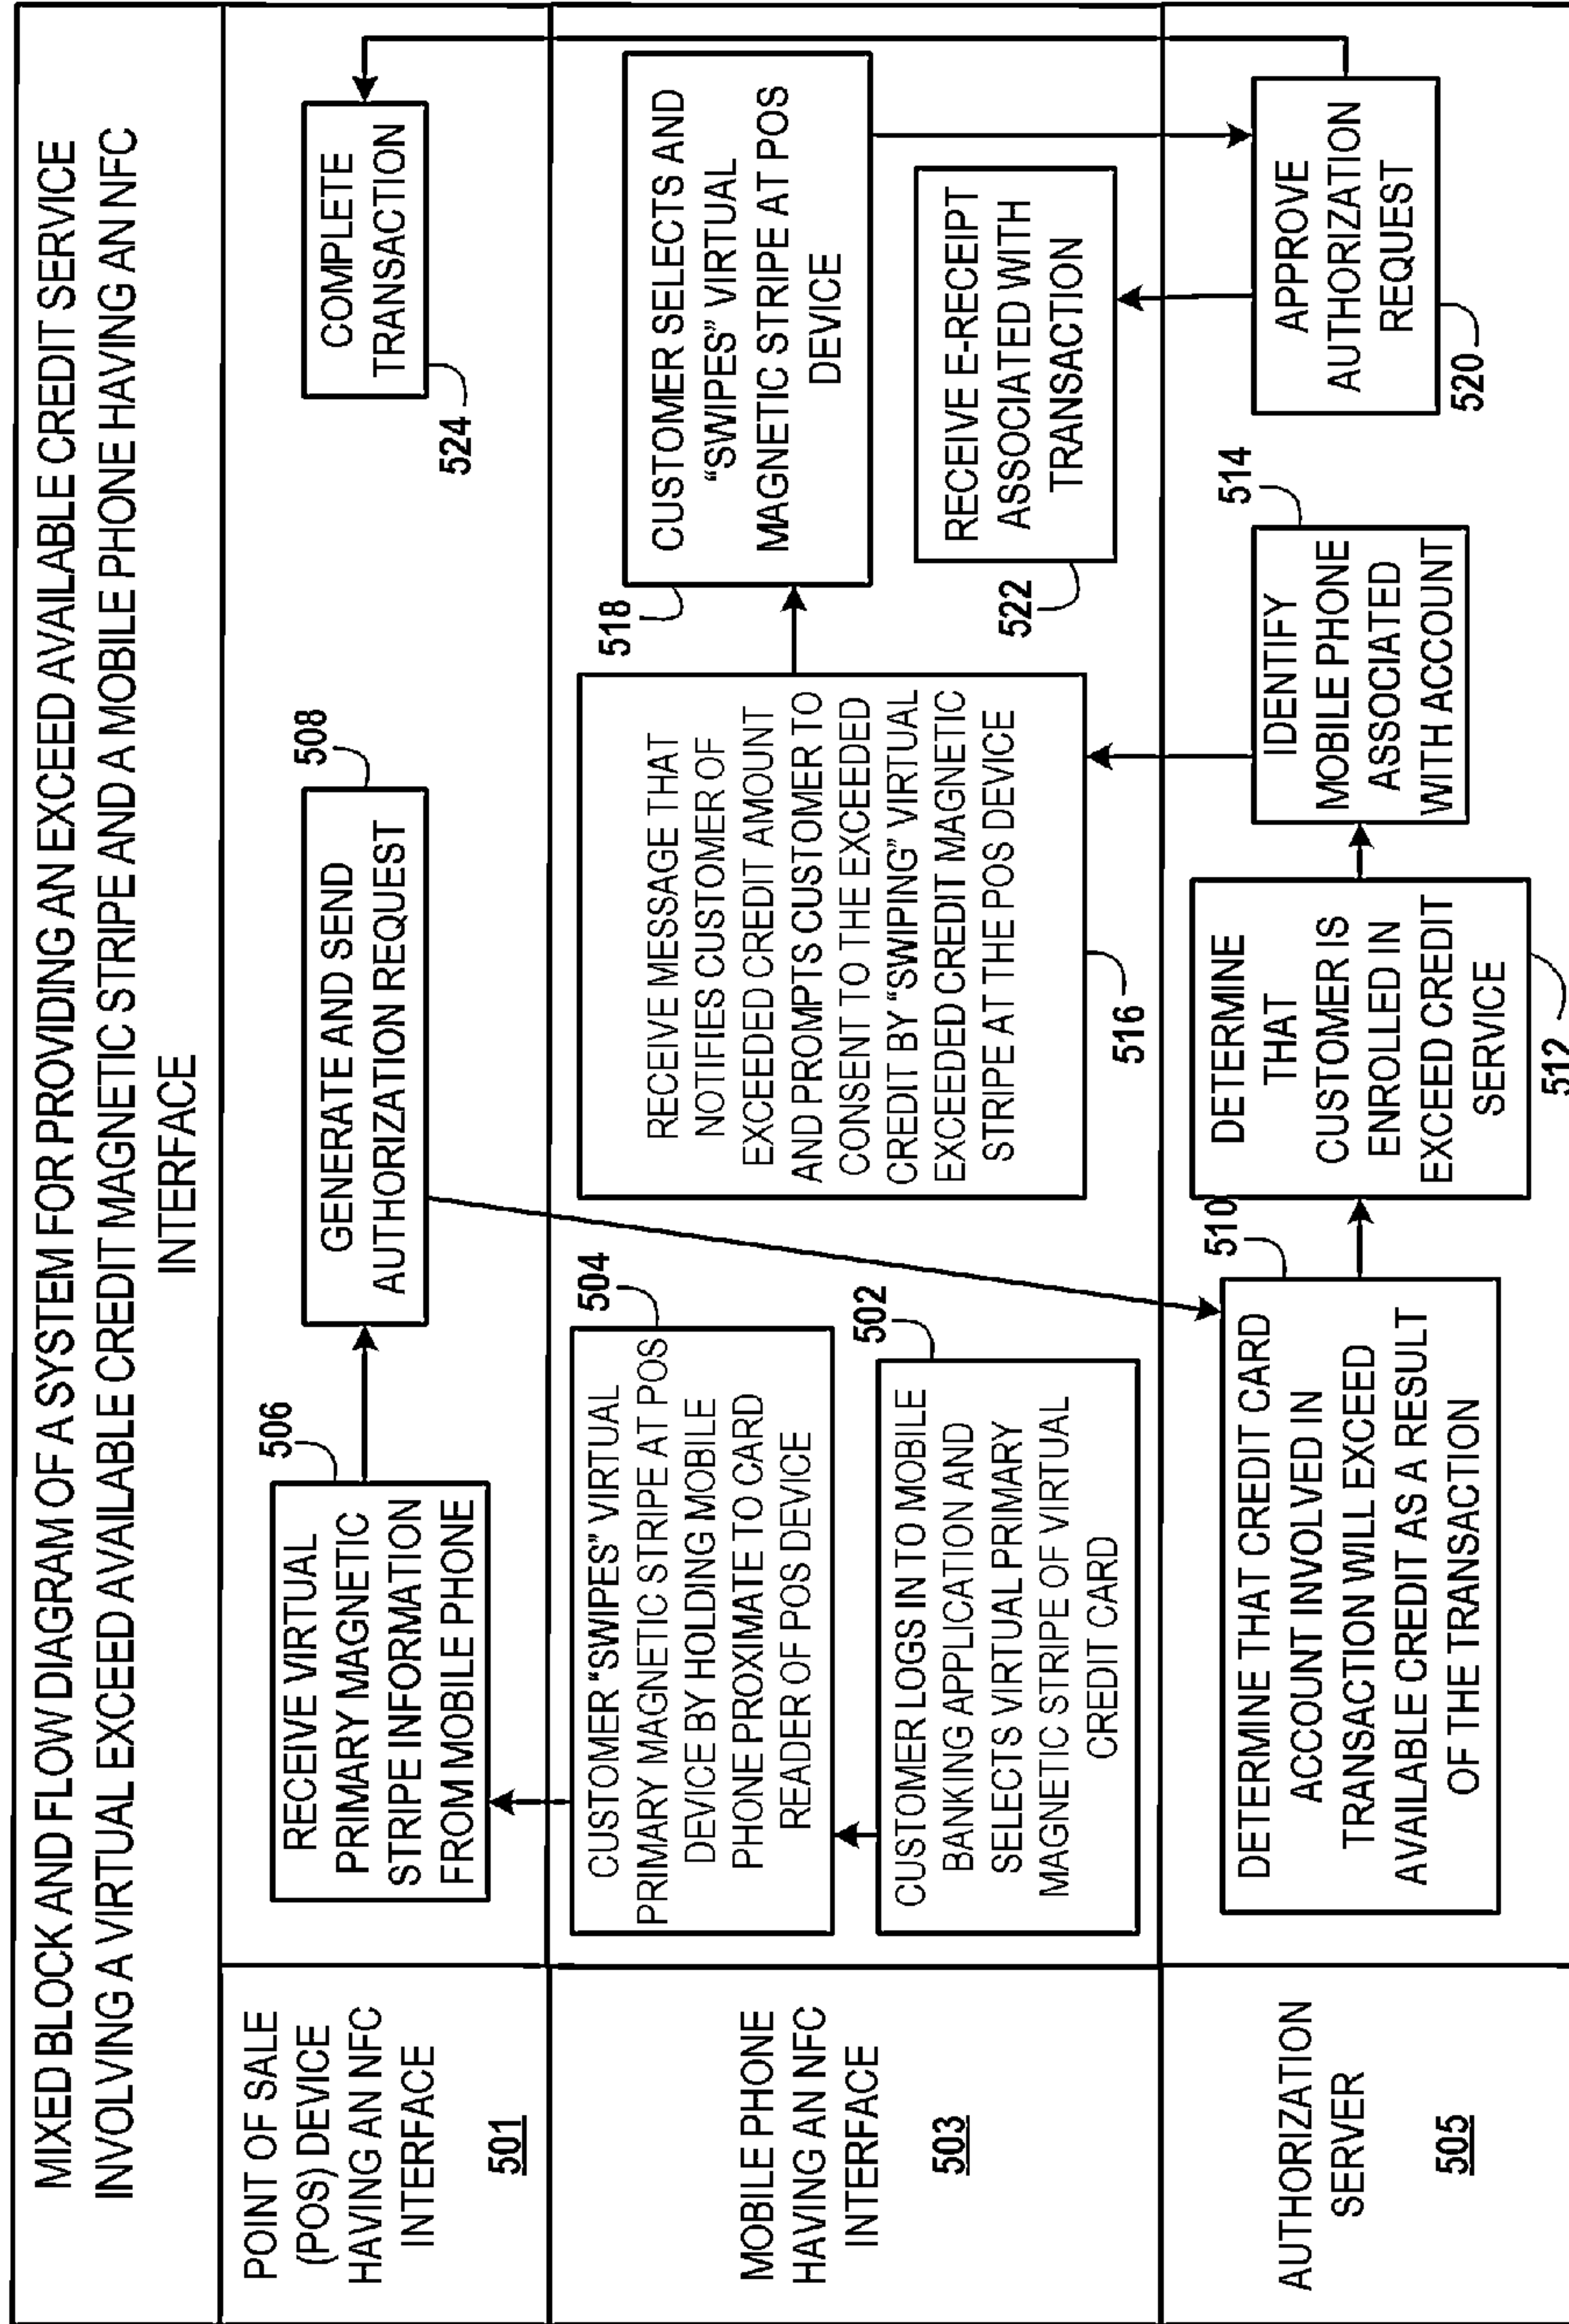 MIXED BLOCK AND FLOW DIAGRAM OF A SYSTEM FOR PROVIDING AN EXCEED AVAILABLE CREDIT SERVICE
INVOLVING A VIRTUAL EXCEED AVAILABLE CREDIT MAGNETIC STRIPE AND A MOBILE PHONE HAVING AN NFC
INTERFACE
POINT OF SALE
(POS) DEVICE
HAVING AN NFC
INTERFACE
501
RECEIVE VIRTUAL
PRIMARY MAGNETIC
STRIPE INFORMATION
FROM MOBILE PHONE
506
GENERATE AND SEND
AUTHORIZATION REQUEST
508
COMPLETE
TRANSACTION
524
MOBILE PHONE
HAVING AN NFC
INTERFACE
503
CUSTOMER "SWIPES" VIRTUAL
PRIMARY MAGNETIC STRIPE AT POS
DEVICE BY HOLDING MOBILE
PHONE PROXIMATE TO CARD
READER OF POS DEVICE
504
CUSTOMER LOGS IN TO MOBILE
BANKING APPLICATION AND
SELECTS VIRTUAL PRIMARY
MAGNETIC STRIPE OF VIRTUAL
CREDIT CARD
502
RECEIVE MESSAGE THAT
NOTIFIES CUSTOMER OF
EXCEEDED CREDIT AMOUNT
AND PROMPTS CUSTOMER TO
CONSENT TO THE EXCEEDED
CREDIT BY "SWIPING" VIRTUAL
EXCEEDED CREDIT MAGNETIC
STRIPE AT THE POS DEVICE
516
CUSTOMER SELECTS AND
"SWIPES" VIRTUAL
MAGNETIC STRIPE AT POS
DEVICE
518
RECEIVE E-RECEIPT
ASSOCIATED WITH
TRANSACTION
522
AUTHORIZATION
SERVER
505
DETERMINE THAT CREDIT CARD
ACCOUNT INVOLVED IN
TRANSACTION WILL EXCEED
AVAILABLE CREDIT AS A RESULT
OF THE TRANSACTION
510
DETERMINE
THAT
CUSTOMER IS
ENROLLED IN
EXCEED CREDIT
SERVICE
512
IDENTIFY
MOBILE PHONE
ASSOCIATED
WITH ACCOUNT
514
APPROVE
AUTHORIZATION
REQUEST
520